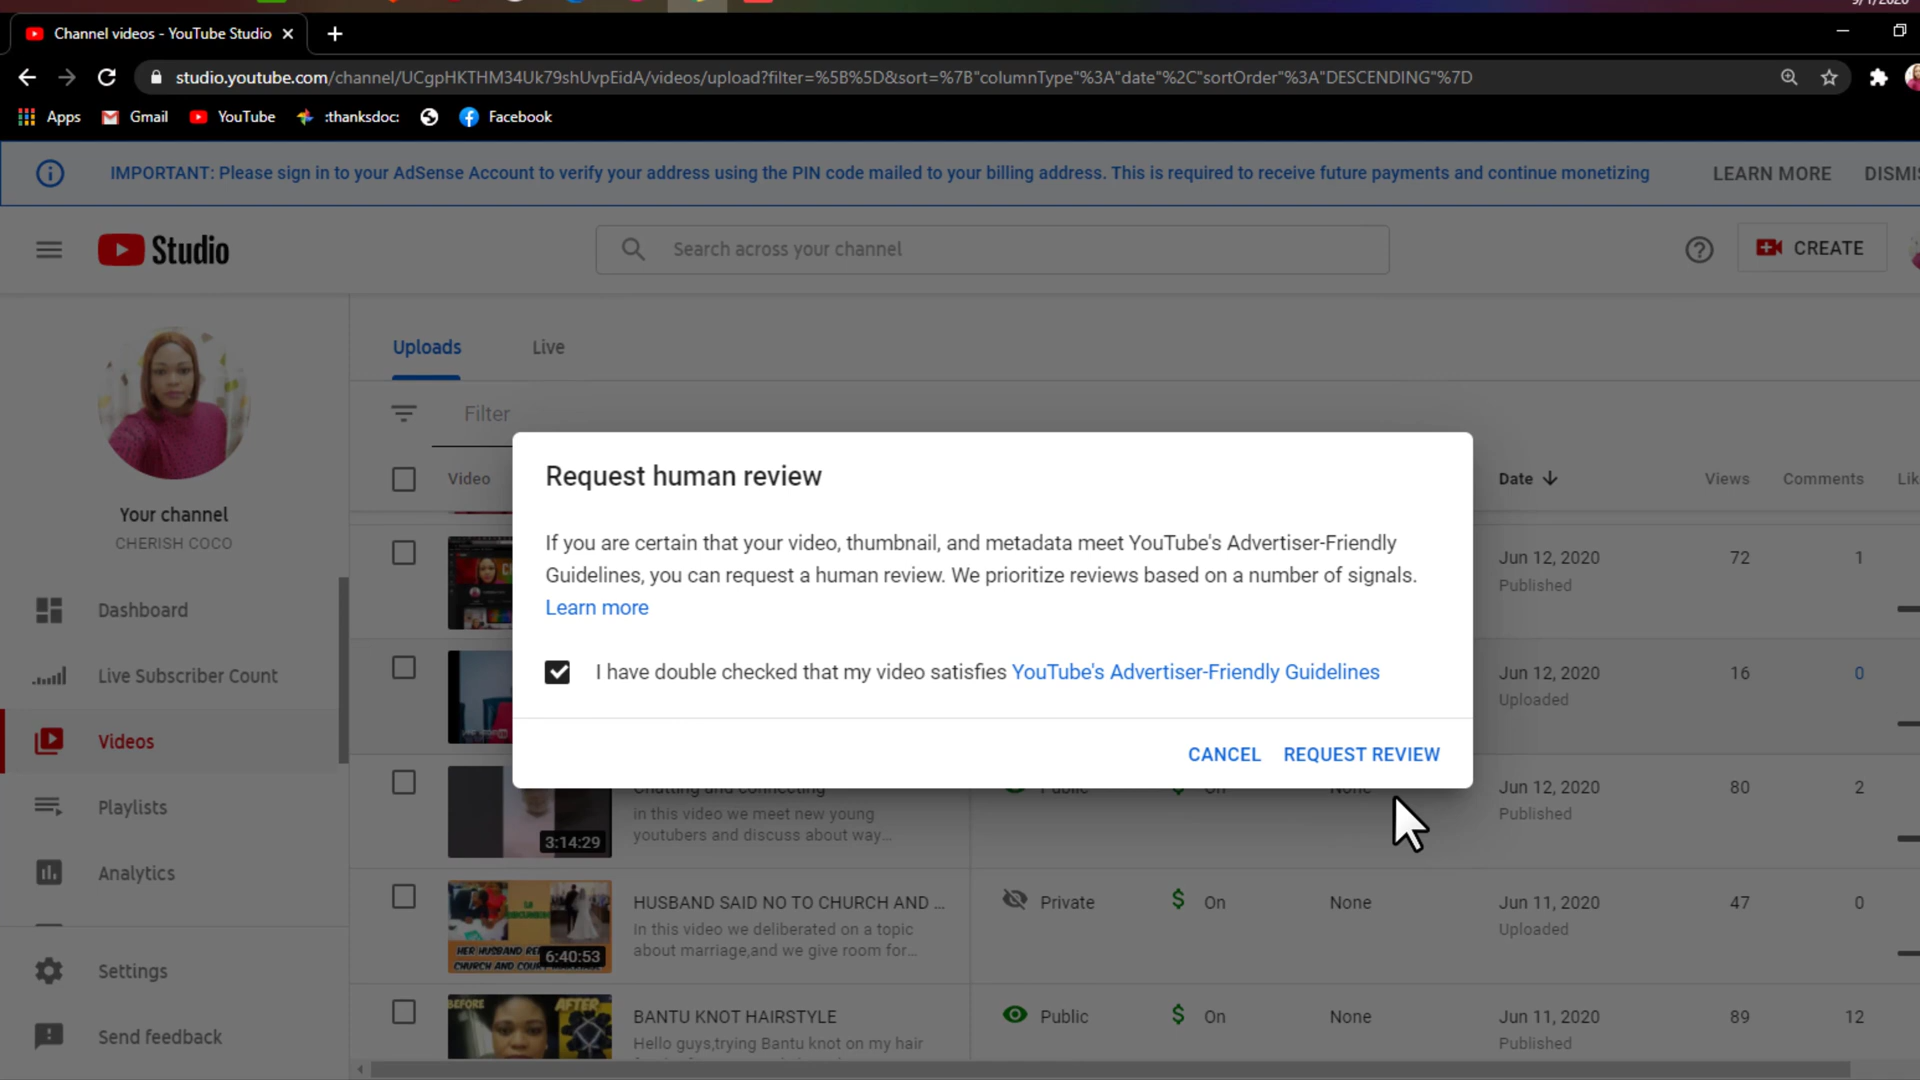 Channel videos - YouTube Studio
studio.youtube.com/channel/UCgpHKTHM34Uk79shUvpEidA/videos/upload?filter=%5B%5D&sort=%7B"columnType"%3A"date"%2C"sortOrder"%3A"DESCENDING"%7D
Apps Gmail YouTube :thanksdoc: Facebook
IMPORTANT: Please sign in to your AdSense Account to verify your address using the PIN code mailed to your billing address. This is required to receive future payments and continue monetizing LEARN MORE
Studio Search across your channel CREATE
Uploads Live
Filter
Video Date Views Comments
Request human review
If you are certain that your video, thumbnail, and metadata meet YouTube's Advertiser-Friendly
Guidelines, you can request a human review. We prioritize reviews based on a number of signals.
Learn more
I have double checked that my video satisfies YouTube's Advertiser-Friendly Guidelines
CANCEL REQUEST REVIEW
Your channel
CHERISH COCO
Dashboard
Live Subscriber Count
Videos
Playlists
Analytics
Settings
Send feedback
Jun 12, 2020 72 1
Published
Jun 12, 2020 16 0
Uploaded
Chatting and connecting Public On None Jun 12, 2020 80 2
in this video we meet new young Published
youtubers and discuss about way...
3:14:29
HUSBAND SAID NO TO CHURCH AND ... Private $ On None Jun 11, 2020 47 0
In this video we deliberated on a topic Uploaded
about marriage,and we give room for...
6:40:53
BEFORE AFTER
BANTU KNOT HAIRSTYLE Public $ On None Jun 11, 2020 89 12
Hello guys,trying Bantu knot on my hair Published